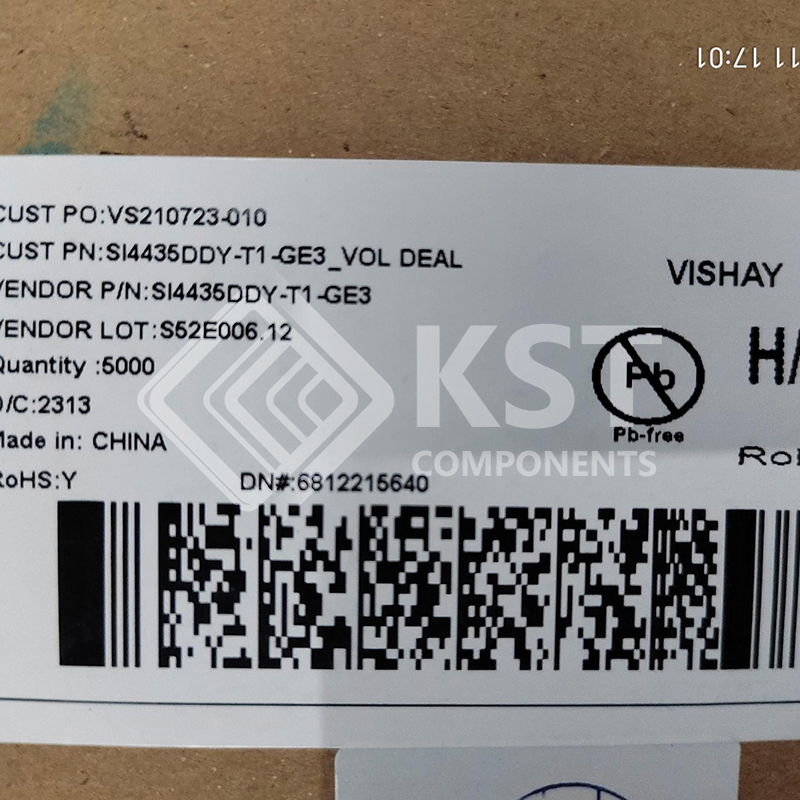 11 17:01
CUST PO:VS210723-010
CUST PN:SI4435DDY-T1-GE3_VOL DEAL
VENDOR P/N:SI4435DDY-T1-GE3
VENDOR LOT:S52E006.12
Quantity :5000
D/C:2313
Made in: CHINA
RoHS:Y
DN#:6812215640
VISHAY
Pb
Pb-free
KST
COMPONENTS